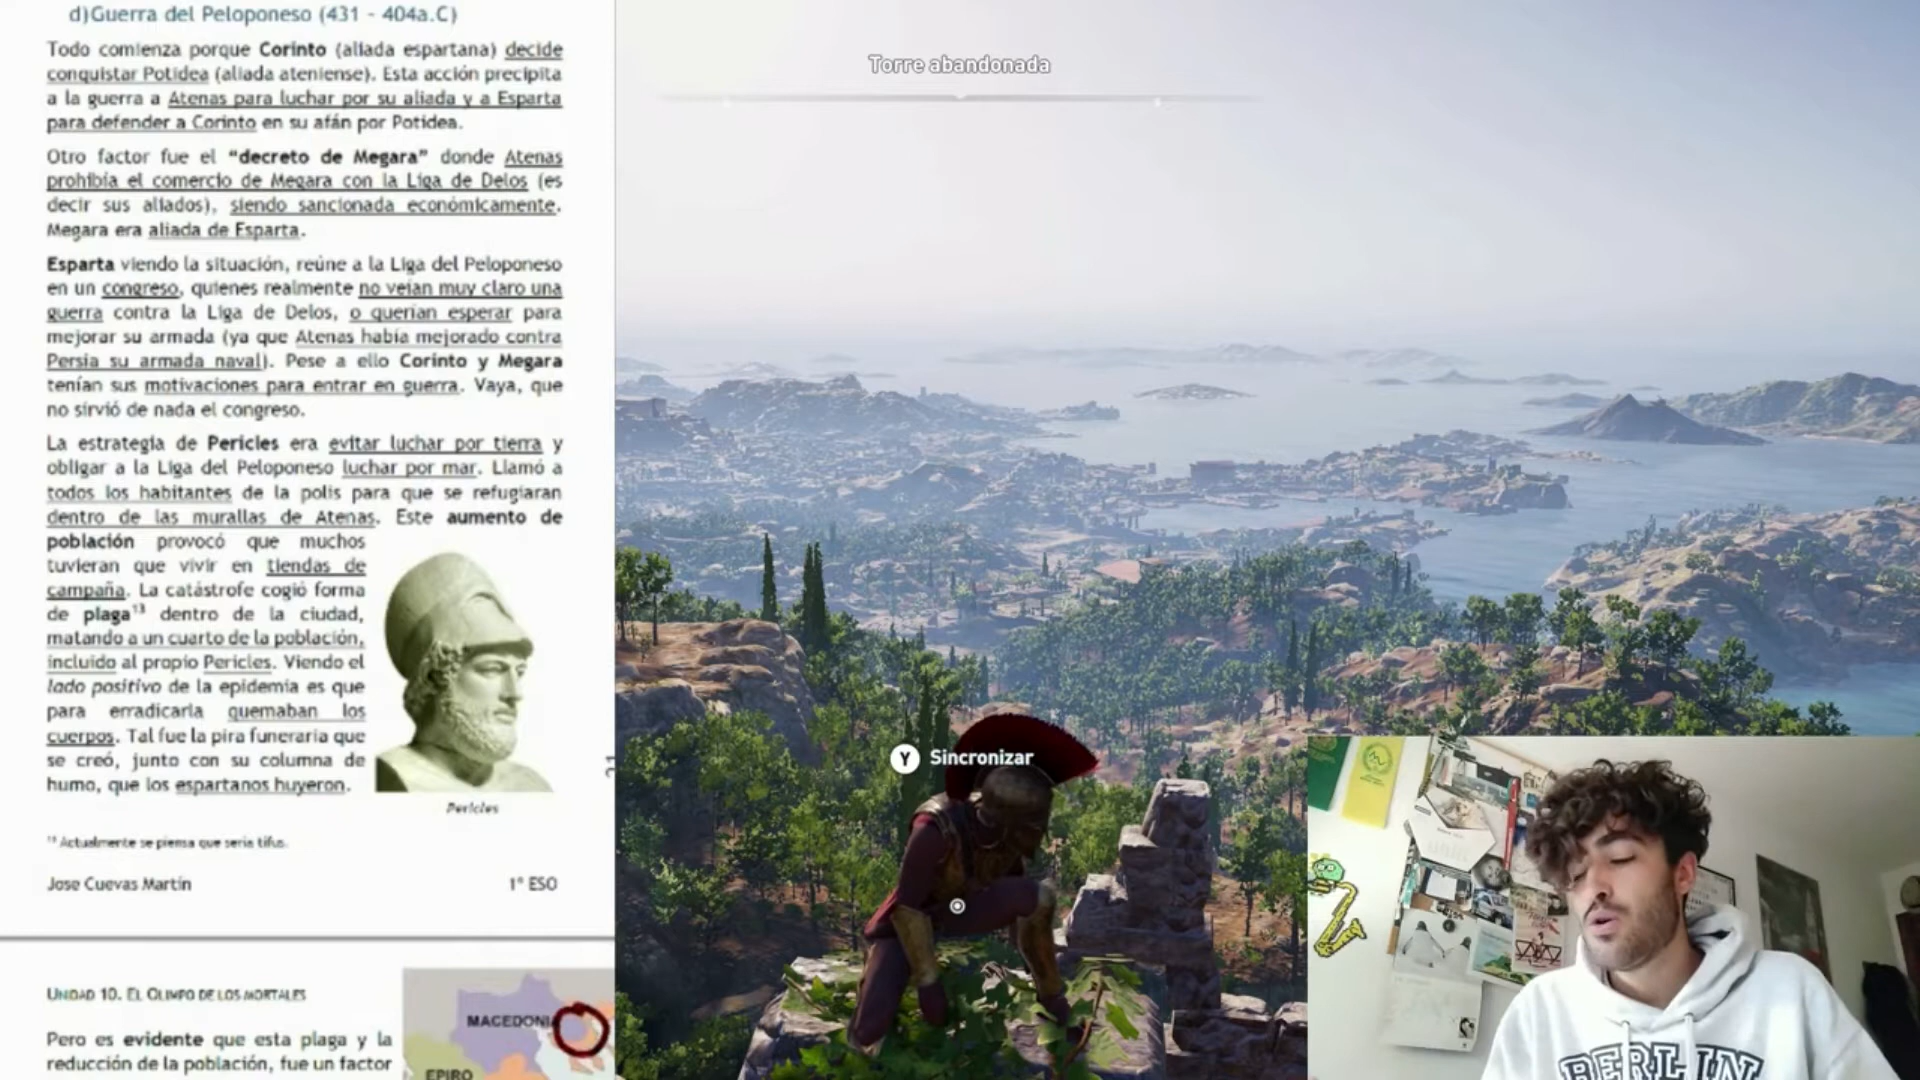 d)Guerra del Peloponeso (431 - 404a.C)
Todo comienza porque Corinto (aliada espartana) decide
conquistar Potidea (aliada ateniense). Esta acción precipita
a la guerra a Atenas para luchar por su aliada y a Esparta
para defender a Corinto en su afán por Potidea.
Otro factor fue el “decreto de Megara” donde Atenas
prohibía el comercio de Megara con la Liga de Delos (es
decir sus aliados), siendo sancionada económicamente.
Megara era aliada de Esparta.
Esparta viendo la situación, reúne a la Liga del Peloponeso
en un congreso, quienes realmente no veían muy claro una
guerra contra la Liga de Delos, o querían esperar para
mejorar su armada (ya que Atenas había mejorado contra
Persia su armada naval). Pese a ello Corinto y Megara
tenían sus motivaciones para entrar en guerra. Vaya, que
no sirvió de nada el congreso.
La estrategia de Pericles era evitar luchar por tierra y
obligar a la Liga del Peloponeso luchar por mar. Llamó a
todos los habitantes de la polis para que se refugiaran
dentro de las murallas de Atenas. Este aumento de
población provocó que muchos
tuvieran que vivir en tiendas de
campaña. La catástrofe cogió forma
de plaga¹³ dentro de la ciudad,
matando a un cuarto de la población,
incluido al propio Pericles. Viendo el
lado positivo de la epidemia es que
para erradicarla quemaban los
cuerpos. Tal fue la pira funeraria que
se creó, junto con su columna de
humo, que los espartanos huyeron.
Pericles
¹³ Actualmente se piensa que sería tifus.
Jose Cuevas Martín 1º ESO
UNIDAD 10. EL OLIMPO DE LOS MORTALES
Pero es evidente que esta plaga y la
reducción de la población, fue un factor
MACEDONIA
EPIRO
Torre abandonada
Y Sincronizar
BERLIN